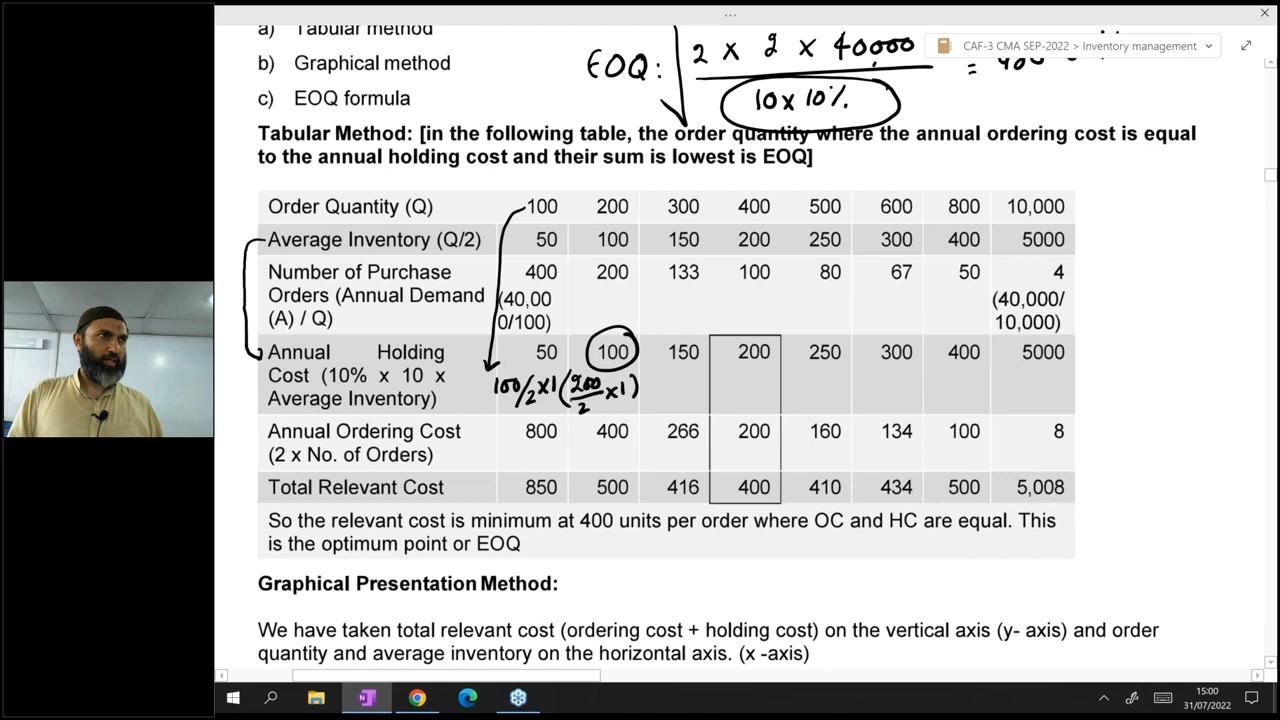 a) Tabular method
b) Graphical method
c) EOQ formula
EOQ: 2 x 2 x 40,000
10 x 10%
=
CAF-3 CMA SEP-2022 > Inventory management
Tabular Method: [in the following table, the order quantity where the annual ordering cost is equal
to the annual holding cost and their sum is lowest is EOQ]
Order Quantity (Q) 100 200 300 400 500 600 800 10,000
Average Inventory (Q/2) 50 100 150 200 250 300 400 5000
Number of Purchase 400 200 133 100 80 67 50 4
Orders (Annual Demand (40,00 (40,000/
(A) / Q) 0/100) 10,000)
Annual Holding 50 100 150 200 250 300 400 5000
Cost (10% x 10 x 100/2 x 1 (200/2 x 1)
Average Inventory)
Annual Ordering Cost 800 400 266 200 160 134 100 8
(2 x No. of Orders)
Total Relevant Cost 850 500 416 400 410 434 500 5,008
So the relevant cost is minimum at 400 units per order where OC and HC are equal. This
is the optimum point or EOQ
Graphical Presentation Method:
We have taken total relevant cost (ordering cost + holding cost) on the vertical axis (y- axis) and order
quantity and average inventory on the horizontal axis. (x -axis)
15:00
31/07/2022